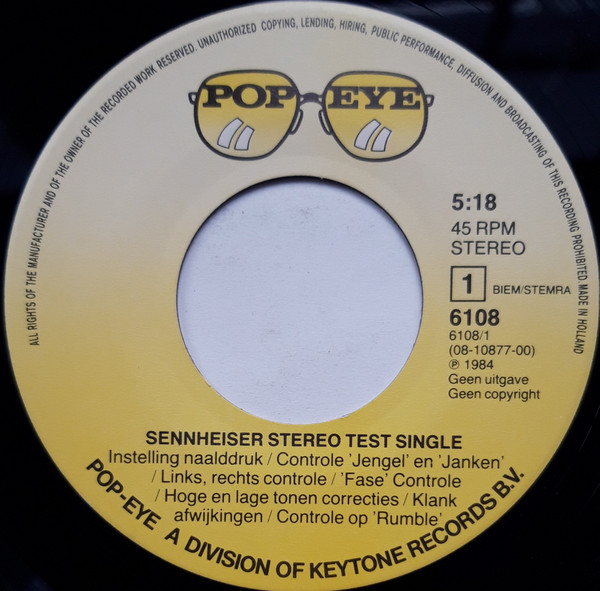 ALL RIGHTS OF THE MANUFACTURER AND OF THE OWNER OF THE RECORDED WORK RESERVED. UNAUTHORIZED COPYING, LENDING, HIRING, PUBLIC PERFORMANCE, DIFFUSION AND BROADCASTING OF THIS RECORDING PROHIBITED MADE IN HOLLAND
POP EYE
5:18
45 RPM
STEREO
1 BIEM/STEMRA
6108
6108/1
(08-10877-00)
℗ 1984
Geen uitgave
Geen copyright
SENNHEISER STEREO TEST SINGLE
Instelling naalddruk / Controle 'Jengel' en 'Janken'
/ Links, rechts controle / 'Fase' Controle
/ Hoge en lage tonen correcties / Klank
afwijkingen / Controle op 'Rumble'
POP-EYE A DIVISION OF KEYTONE RECORDS B.V.